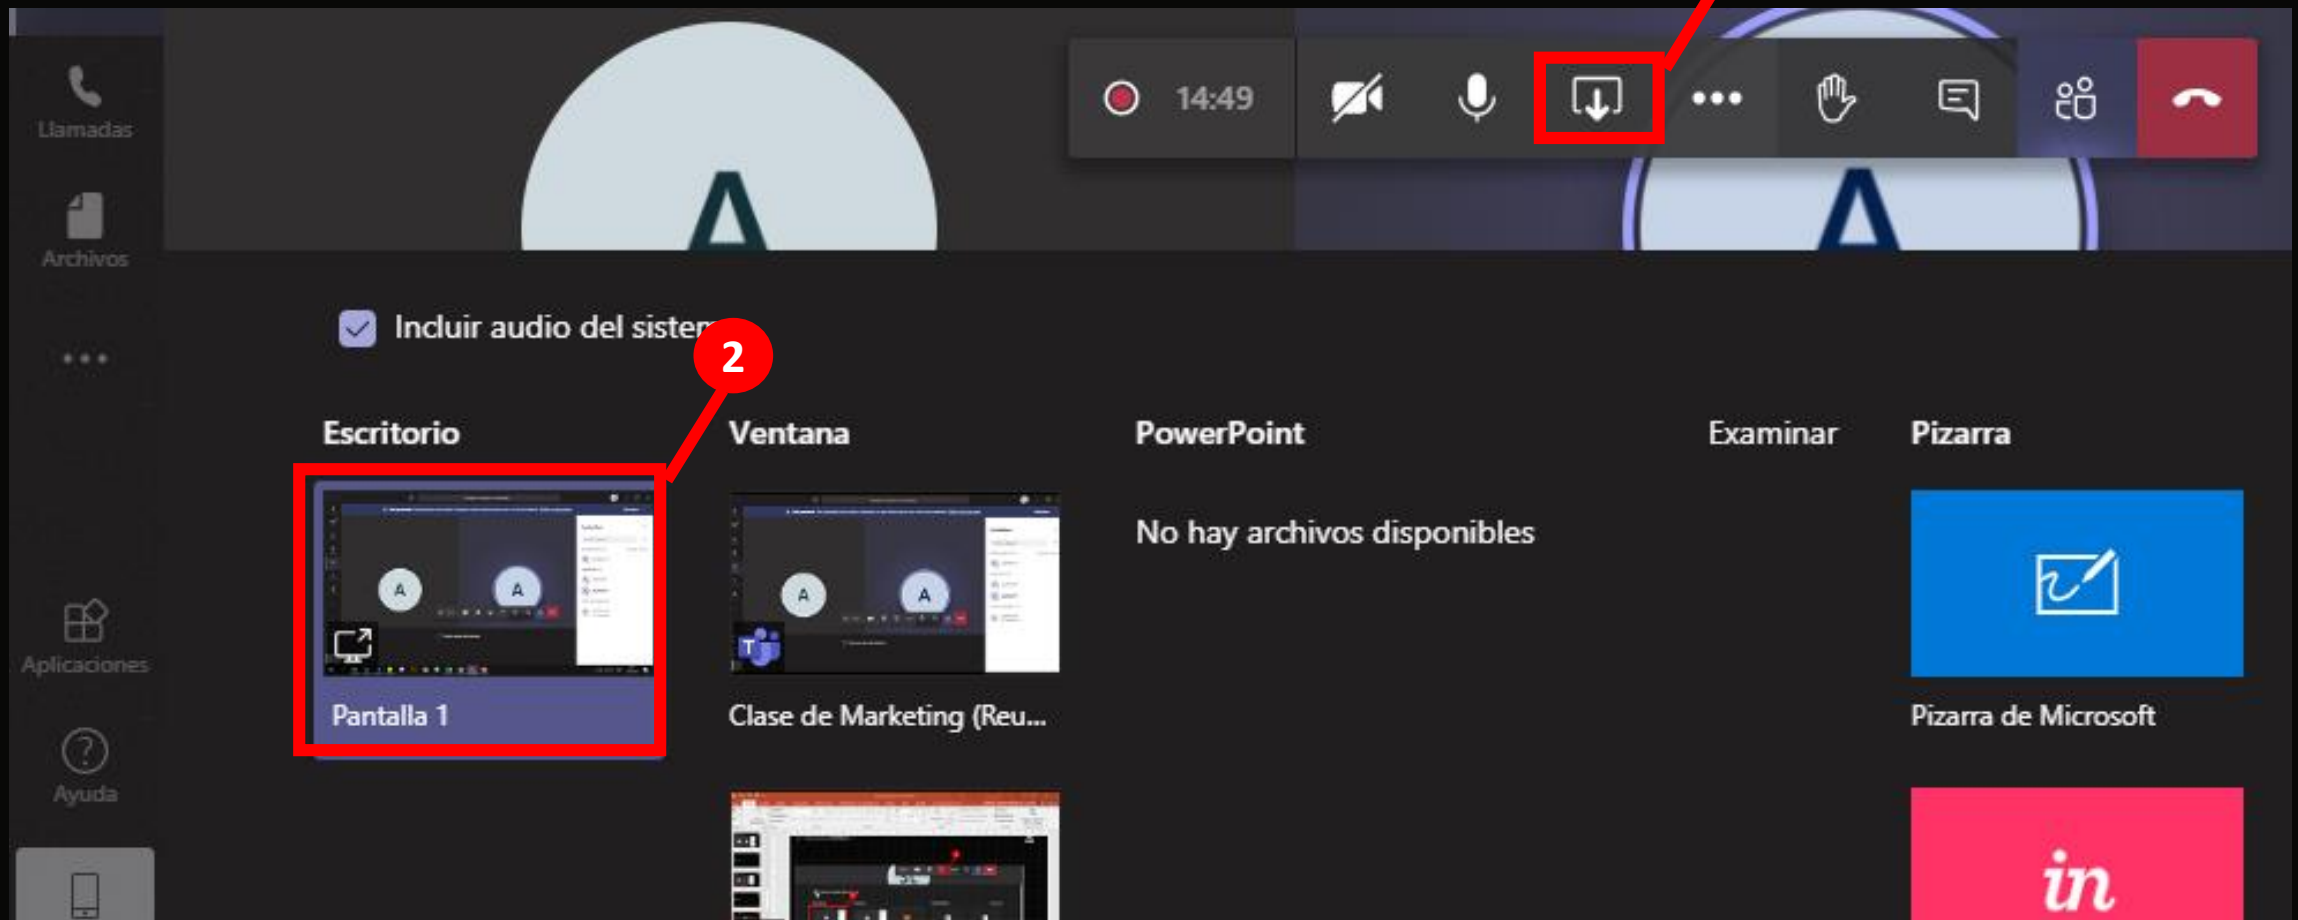 14:49
Llamadas
A
A
Archivos
Incluir audio del sistem
2
Escritorio
Ventana
PowerPoint
Examinar
Pizarra
No hay archivos disponibles
A
A
A
A
T
Aplicaciones
Pantalla 1
Clase de Marketing (Reu...
Pizarra de Microsoft
Ayuda
in